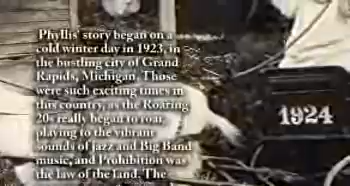 Phyllis' story began on a
cold winter day in 1923, in
the bustling city of Grand
Rapids, Michigan. Those
were such exciting times in
this country, as the Roaring
20s really began to roar,
playing to the vibrant
sounds of jazz and Big Band
music, and Prohibition was
the law of the land. The
1924